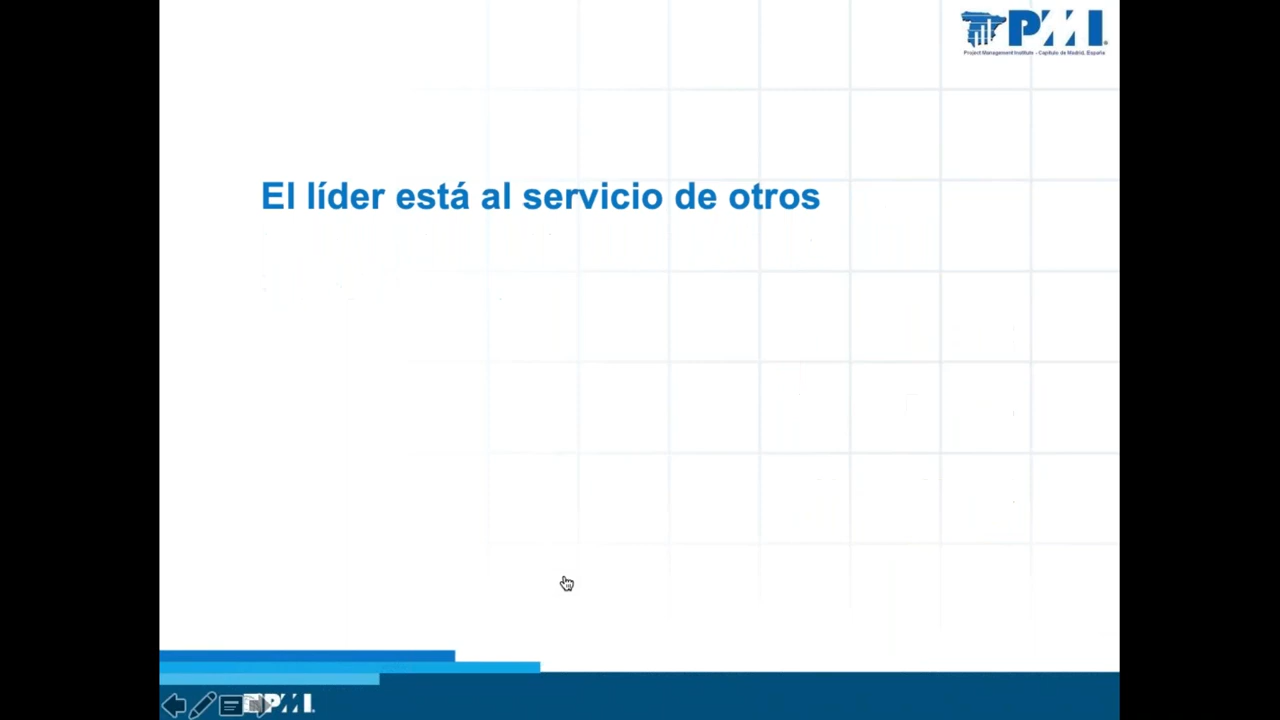 PMI
Project Management Institute - Capítulo de Madrid, España
El líder está al servicio de otros
PMI